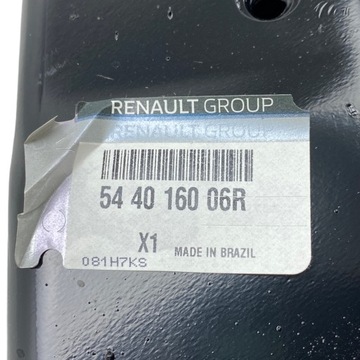 RENAULT GROUP
RENAULT GROUP
54 40 160 06R
X1 MADE IN BRAZIL
081H7KS